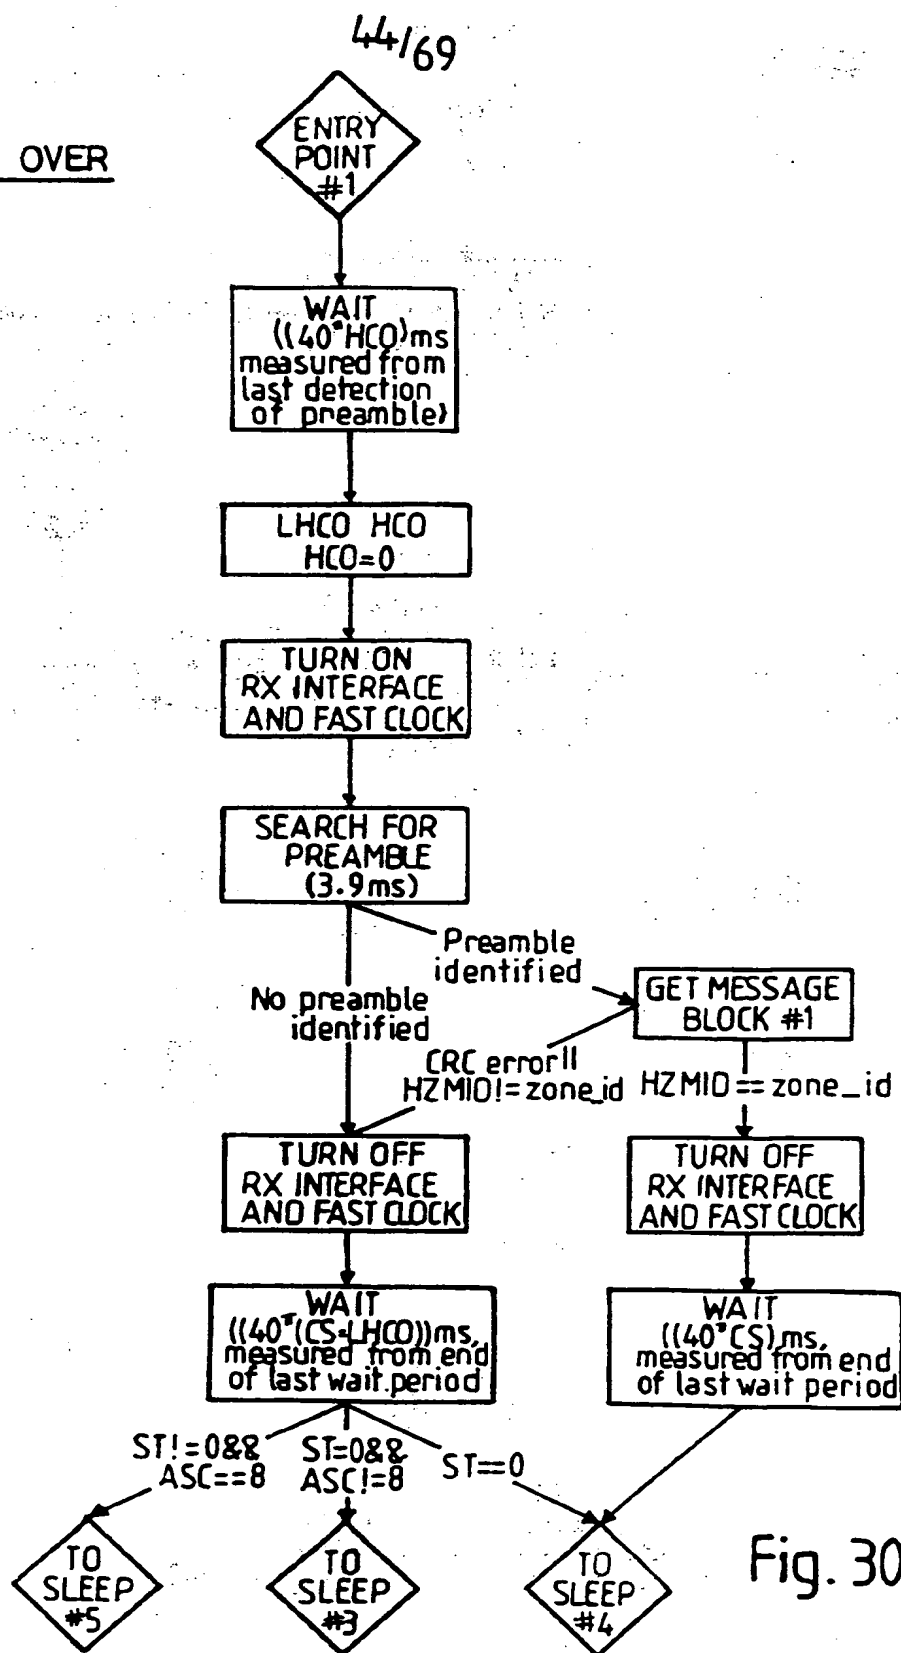 44/69
OVER
ENTRY
POINT
#1
WAIT
((40*HCO)ms
measured from
last detection
of preamble)
LHCO HCO
HCO=0
TURN ON
RX INTERFACE
AND FAST CLOCK
SEARCH FOR
PREAMBLE
(3.9ms)
Preamble
identified
No preamble
identified
GET MESSAGE
BLOCK #1
CRC error||
HZMID!=zone_id
HZMID==zone_id
TURN OFF
RX INTERFACE
AND FAST CLOCK
TURN OFF
RX INTERFACE
AND FAST CLOCK
WAIT
((40*(CS-LHCO))ms,
measured from end
of last wait period
WAIT
((40*CS)ms,
measured from end
of last wait period
ST!=0&&
ASC==8
ST=0&&
ASC!=8
ST==0
TO
SLEEP
#5
TO
SLEEP
#3
TO
SLEEP
#4
Fig. 30